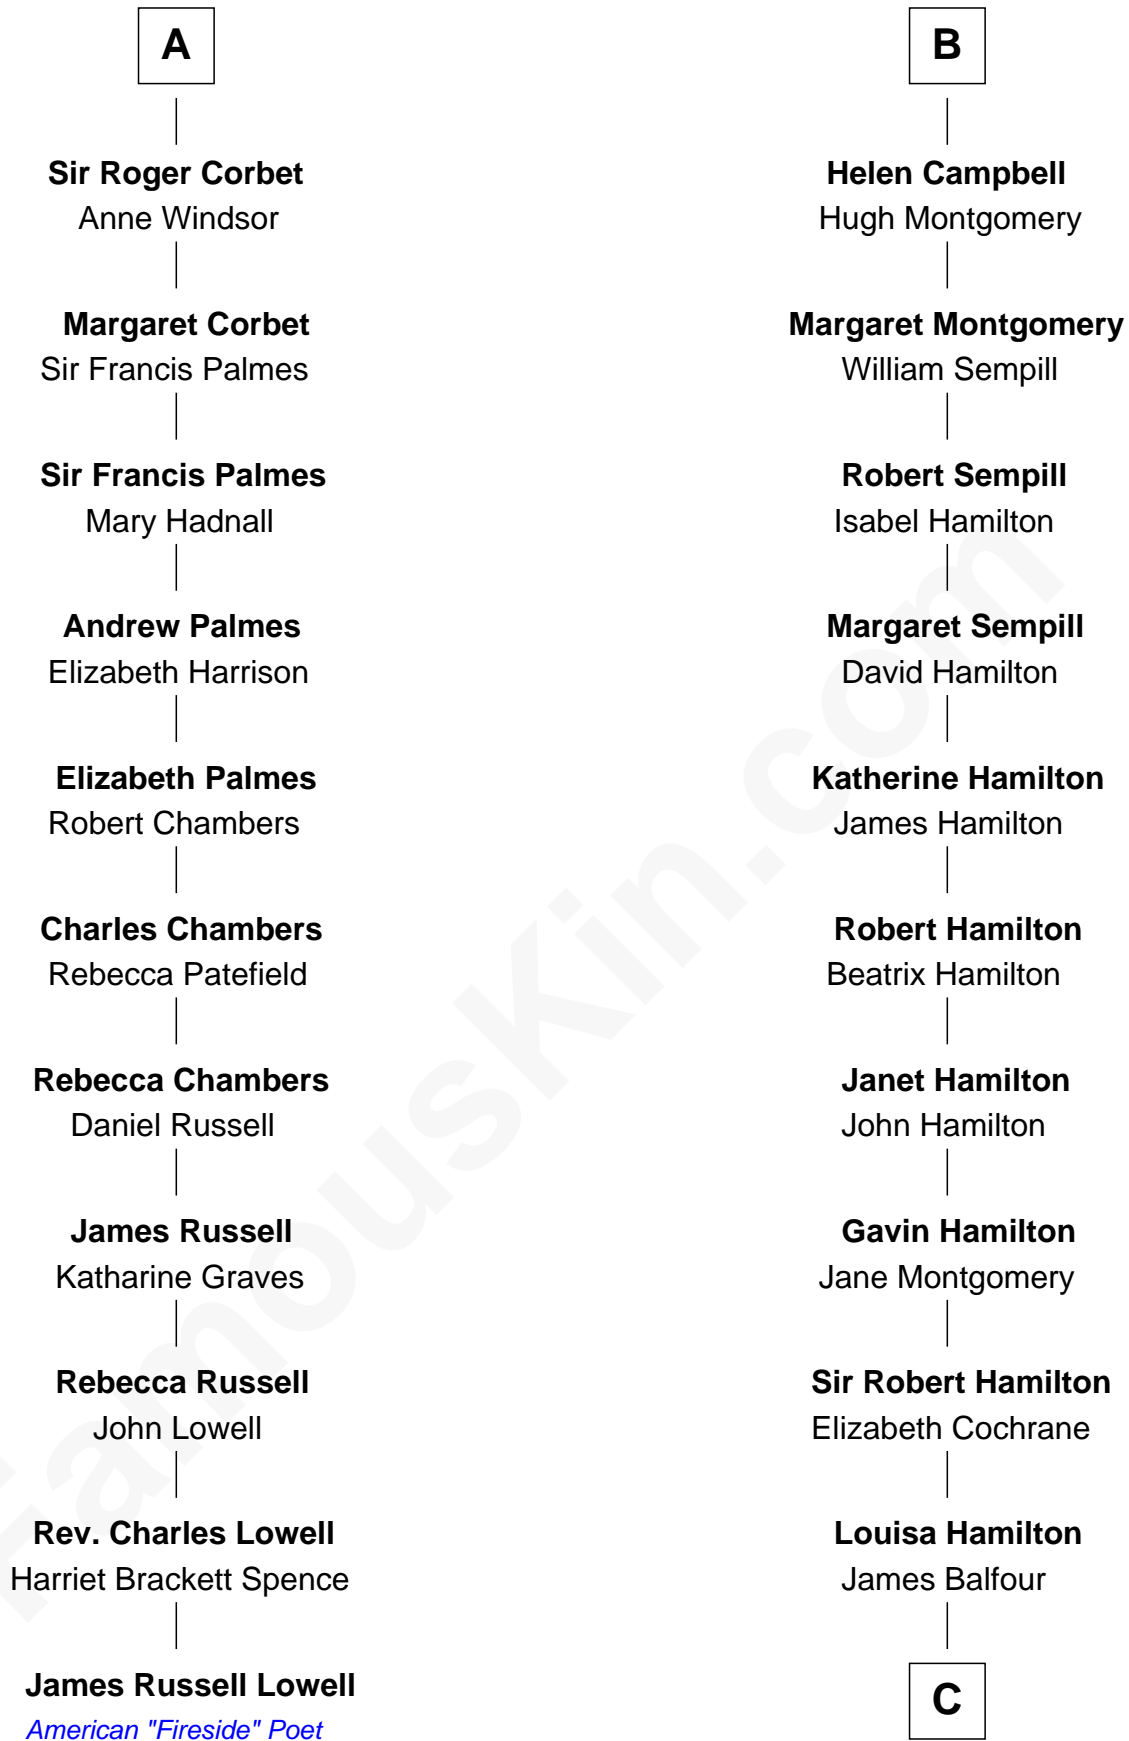 A
Sir Roger Corbet
Anne Windsor
Margaret Corbet
Sir Francis Palmes
Sir Francis Palmes
Mary Hadnall
Andrew Palmes
Elizabeth Harrison
Elizabeth Palmes
Robert Chambers
Charles Chambers
Rebecca Patefield
Rebecca Chambers
Daniel Russell
James Russell
Katharine Graves
Rebecca Russell
John Lowell
Rev. Charles Lowell
Harriet Brackett Spence
James Russell Lowell
American "Fireside" Poet
B
Helen Campbell
Hugh Montgomery
Margaret Montgomery
William Sempill
Robert Sempill
Isabel Hamilton
Margaret Sempill
David Hamilton
Katherine Hamilton
James Hamilton
Robert Hamilton
Beatrix Hamilton
Janet Hamilton
John Hamilton
Gavin Hamilton
Jane Montgomery
Sir Robert Hamilton
Elizabeth Cochrane
Louisa Hamilton
James Balfour
C
FamousKin.com